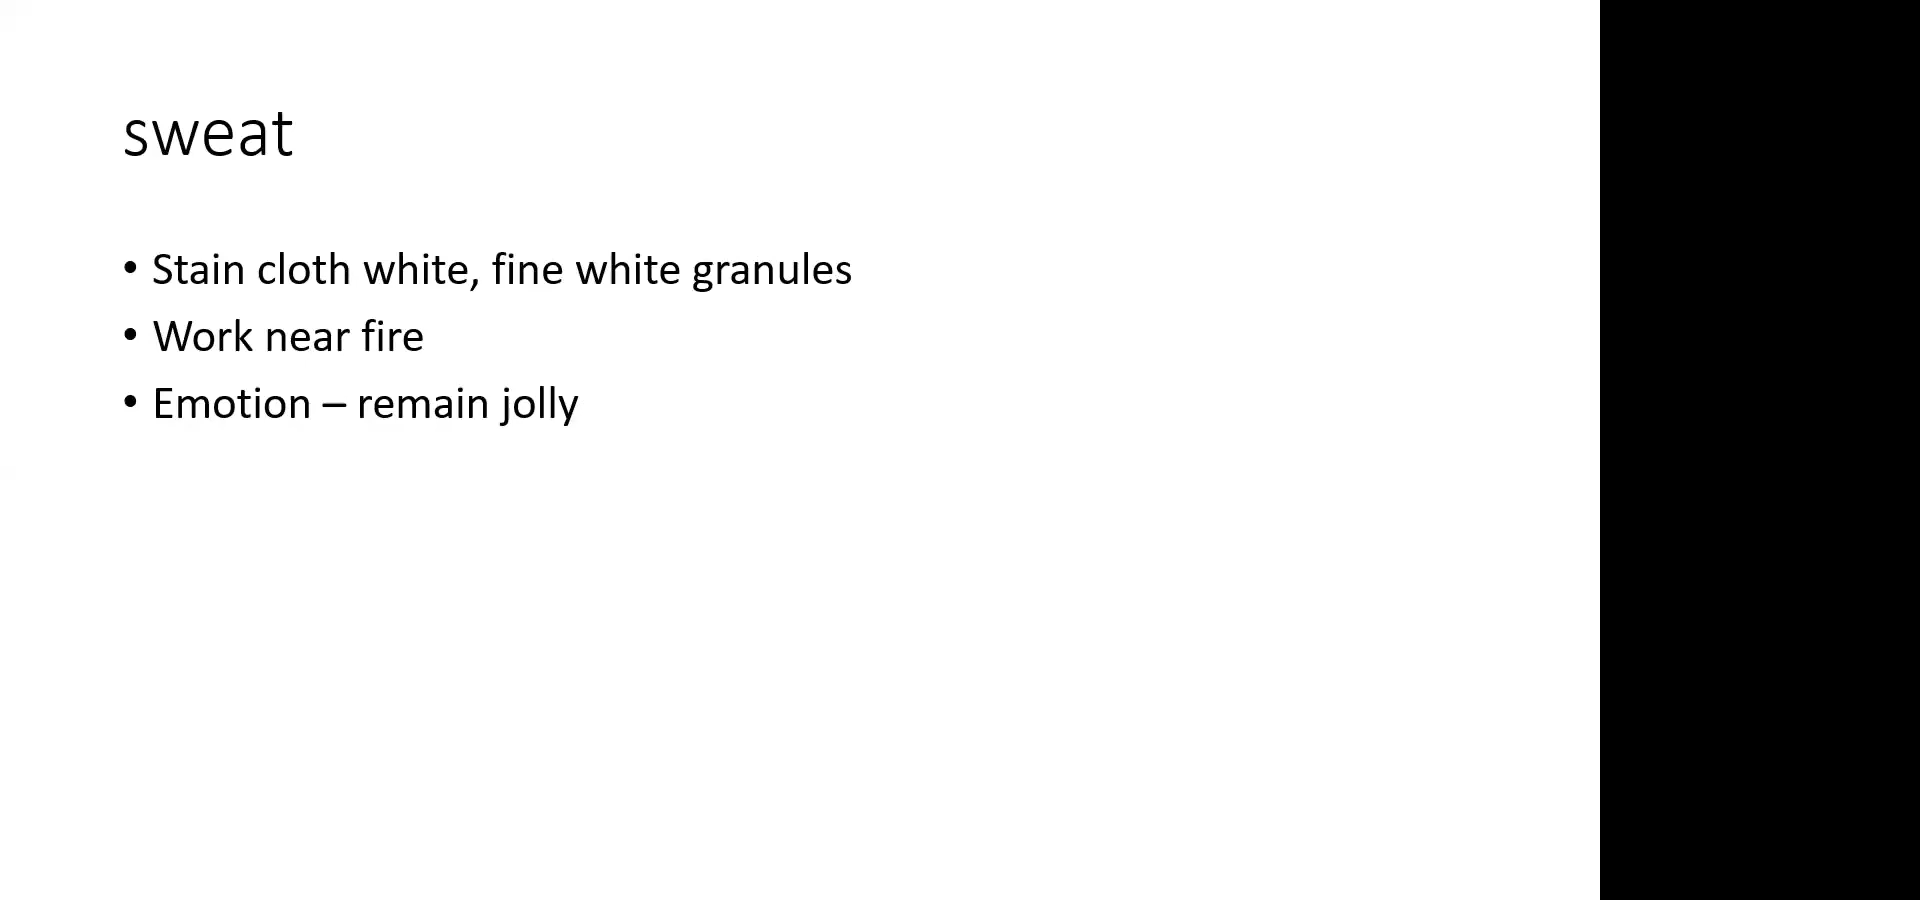 sweat
• Stain cloth white, fine white granules
• Work near fire
• Emotion – remain jolly